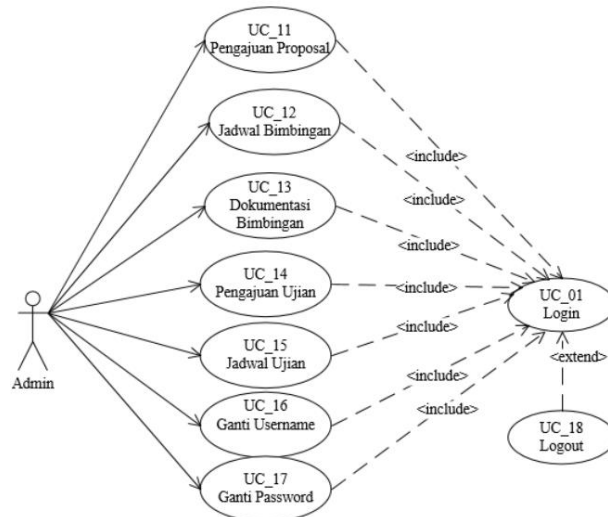 UC_11
Pengajuan Proposal
UC_12
Jadwal Bimbingan
<include>
<include>
UC_13
Dokumentasi
Bimbingan
<include>
UC_14
Pengajuan Ujian
<include>
UC_01
Login
Admin
UC_15
Jadwal Ujian
<include>
<extend>
UC_16
Ganti Username
<include>
<include>
UC_18
Logout
UC_17
Ganti Password